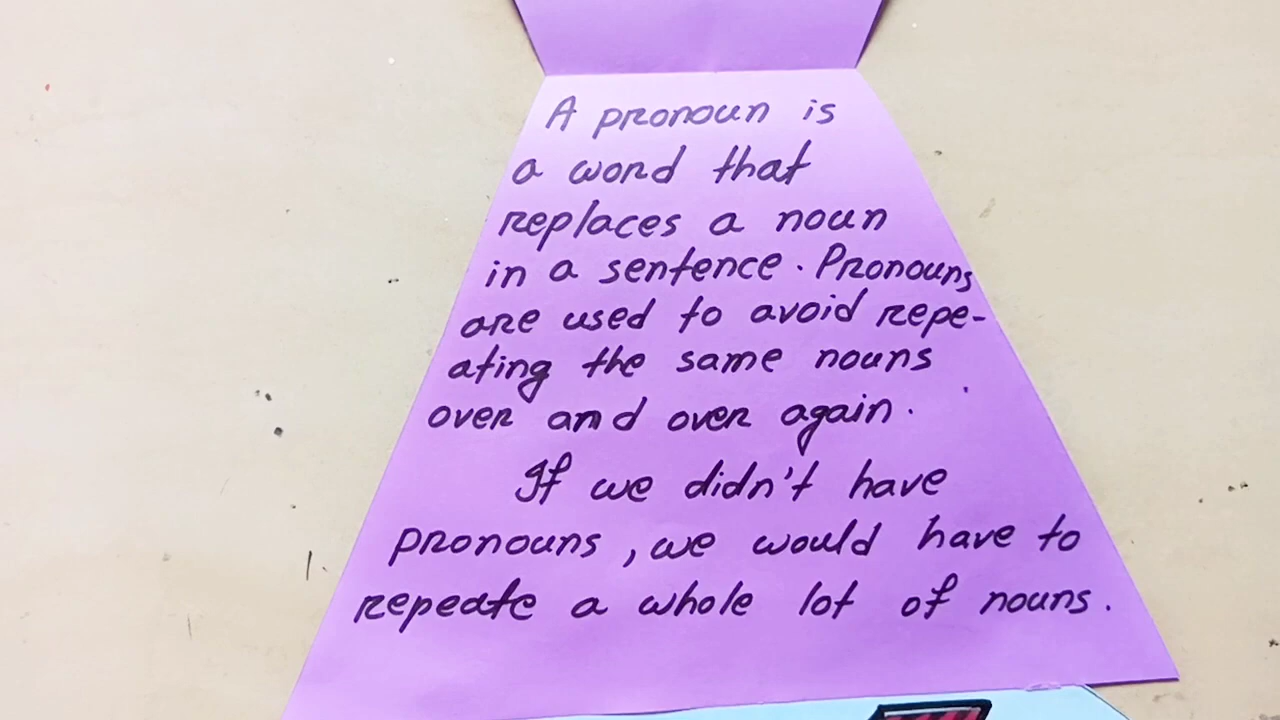 A pronoun is
a word that
replaces a noun
in a sentence. Pronouns
are used to avoid repe-
ating the same nouns
over and over again.
If we didn't have
pronouns, we would have to
repeate a whole lot of nouns.